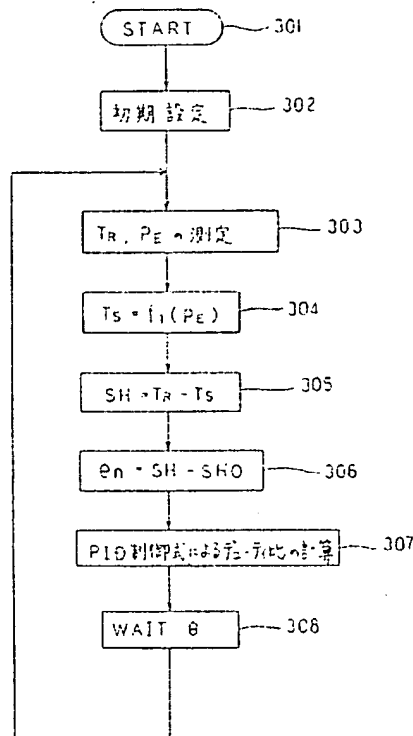 START
301
初期設定
302
TR, PEの測定
303
TS = f1(PE)
304
SH = TR - TS
305
en = SH - SHO
306
PID制御式によるデューティ比の計算
307
WAIT θ
308